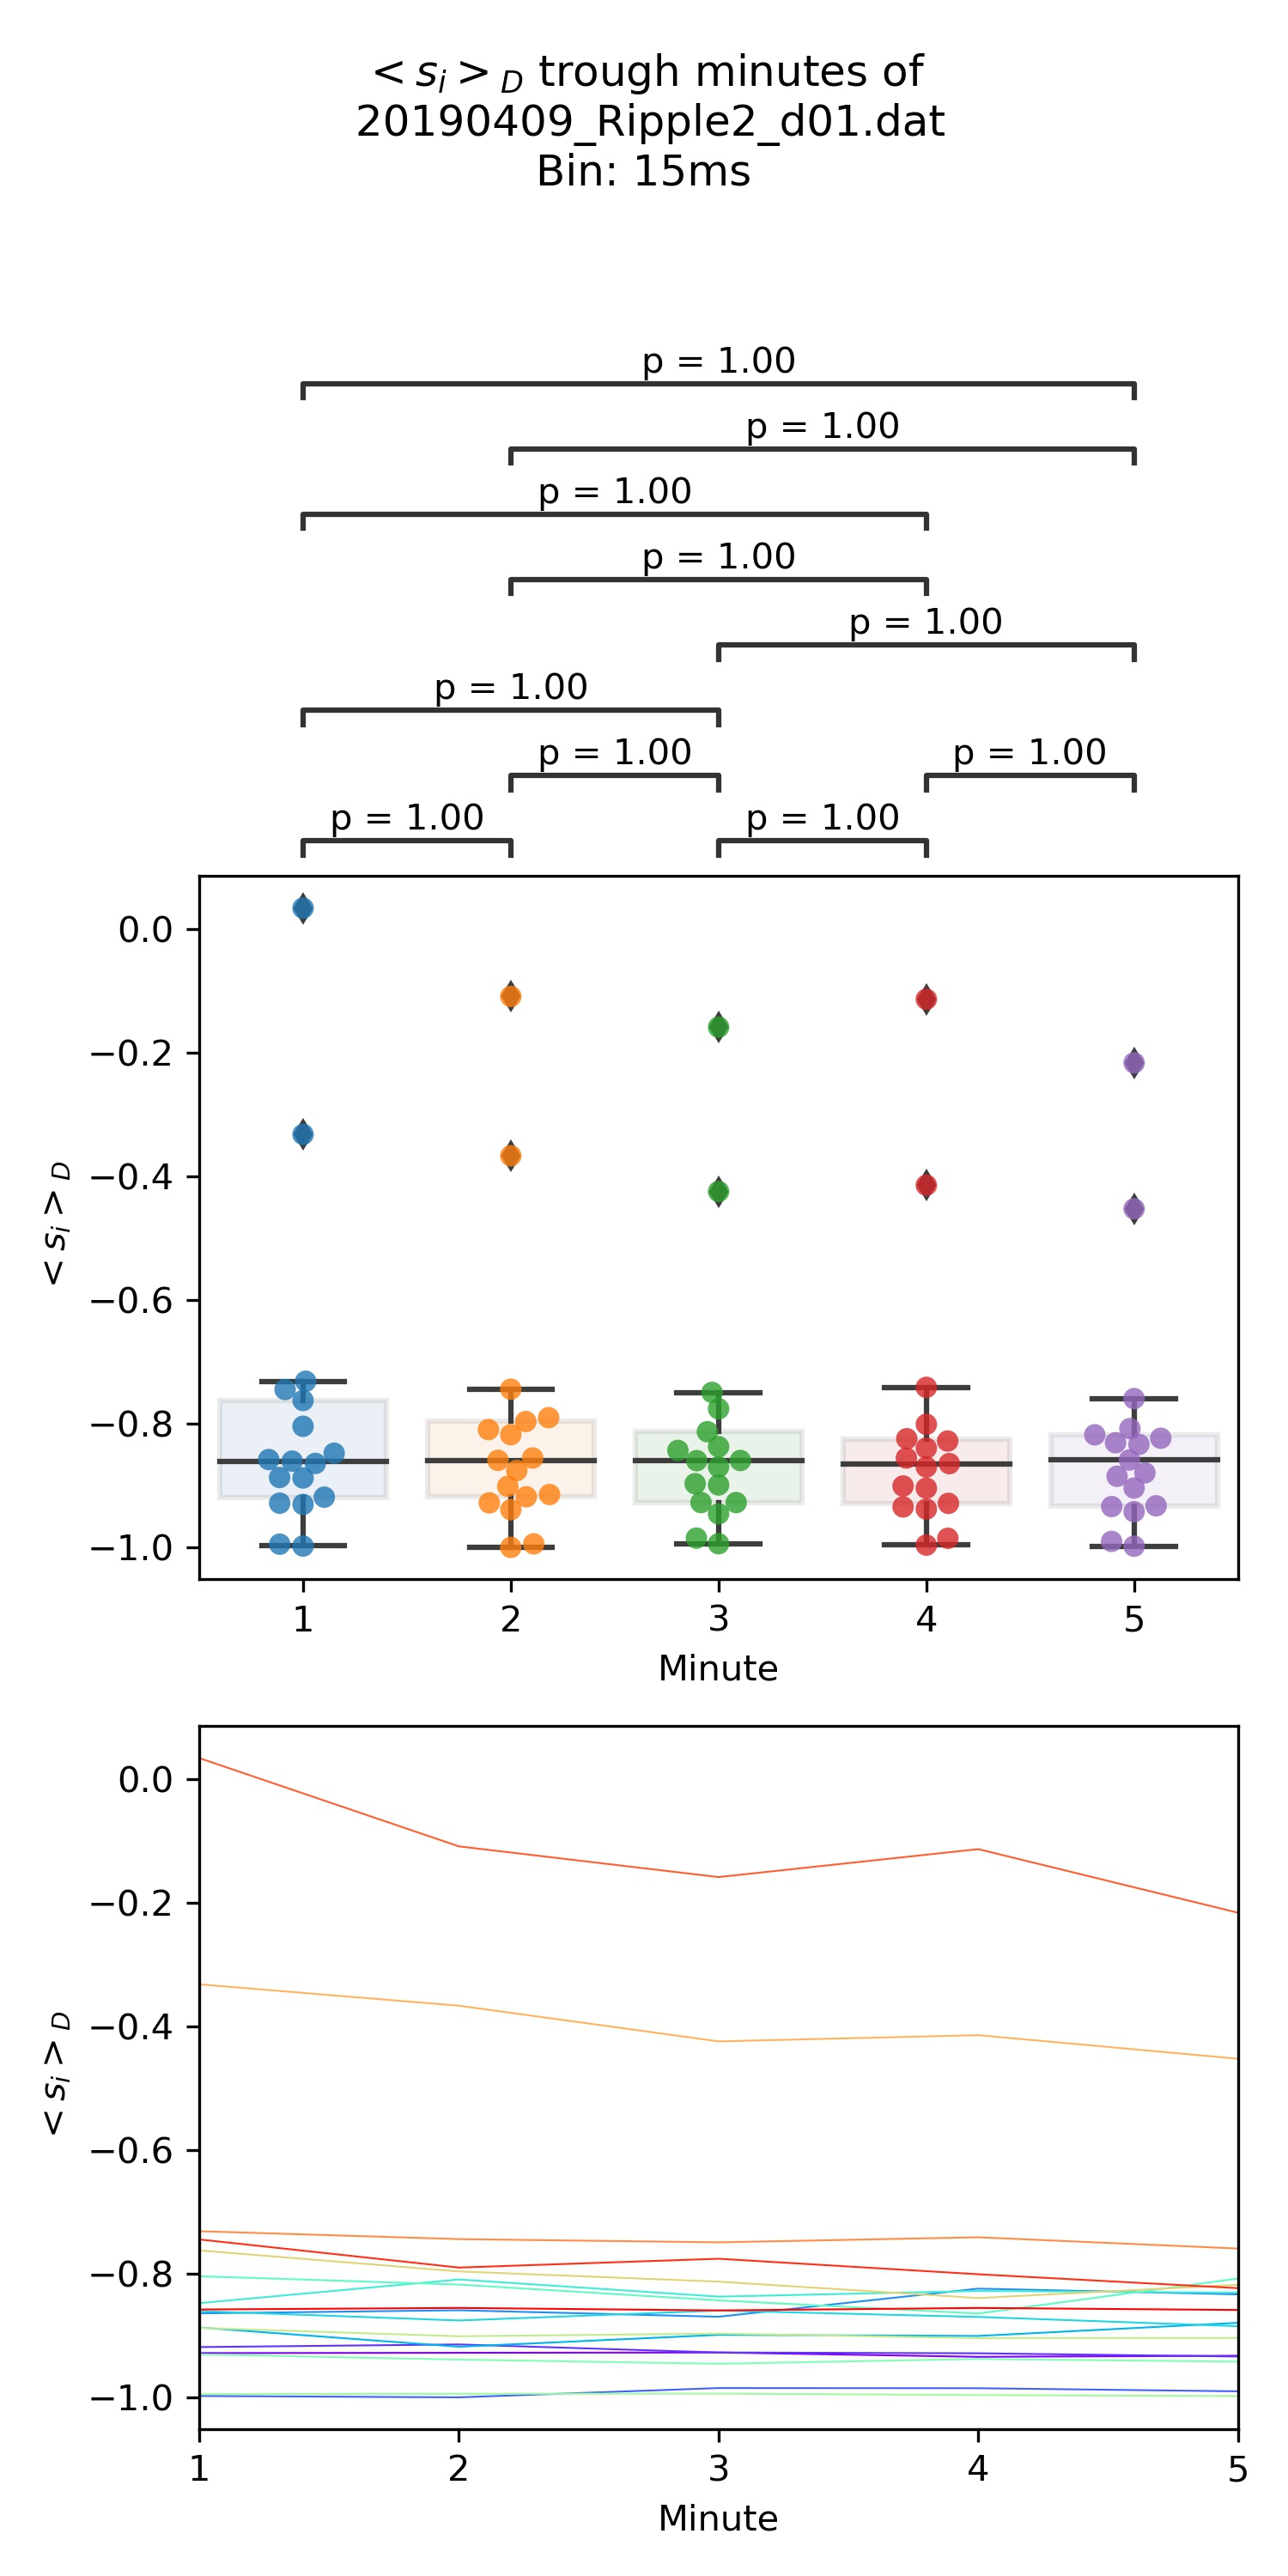 < s_i >_D trough minutes of
20190409_Ripple2_d01.dat
Bin: 15ms
p = 1.00
p = 1.00
p = 1.00
p = 1.00
p = 1.00
p = 1.00
p = 1.00 p = 1.00
p = 1.00 p = 1.00
0.0
−0.2
−0.4
−0.6
−0.8
−1.0
< s_i >_D
1 2 3 4 5
Minute
0.0
−0.2
−0.4
−0.6
−0.8
−1.0
< s_i >_D
1 2 3 4 5
Minute